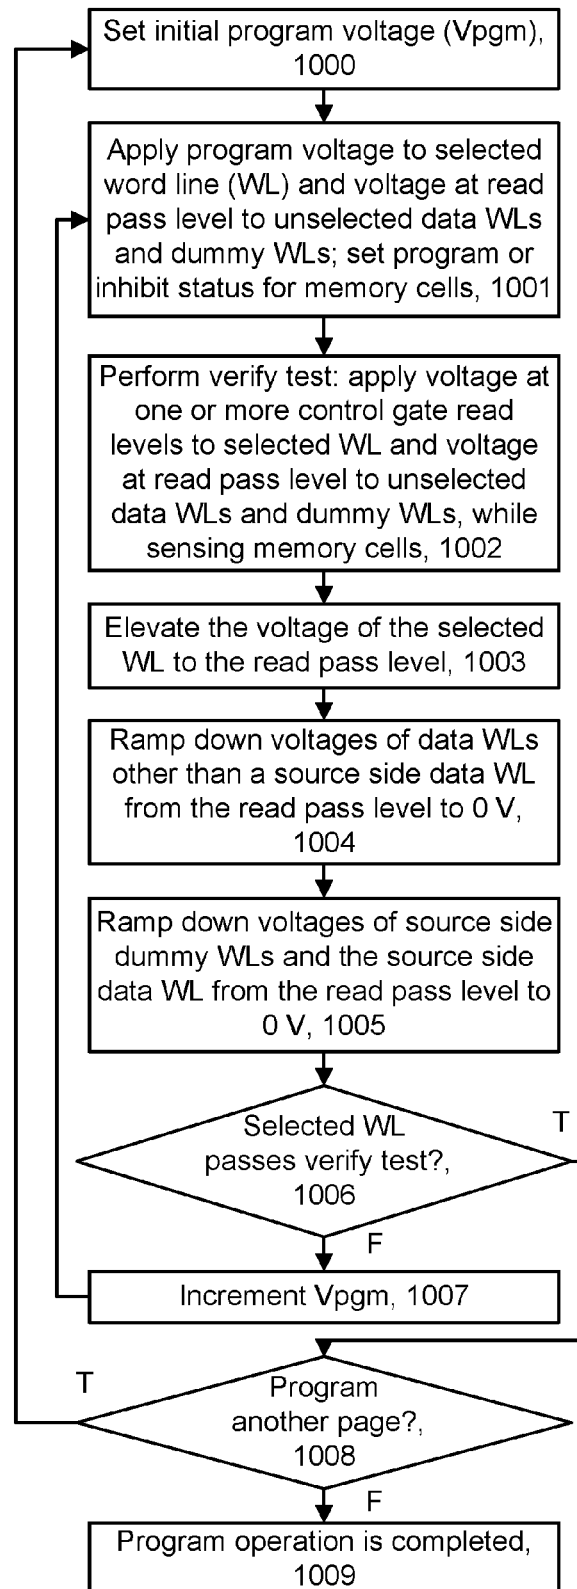 Set initial program voltage (Vpgm),
1000
Apply program voltage to selected
word line (WL) and voltage at read
pass level to unselected data WLs
and dummy WLs; set program or
inhibit status for memory cells, 1001
Perform verify test: apply voltage at
one or more control gate read
levels to selected WL and voltage
at read pass level to unselected
data WLs and dummy WLs, while
sensing memory cells, 1002
Elevate the voltage of the selected
WL to the read pass level, 1003
Ramp down voltages of data WLs
other than a source side data WL
from the read pass level to 0 V,
1004
Ramp down voltages of source side
dummy WLs and the source side
data WL from the read pass level to
0 V, 1005
Selected WL
passes verify test?,
1006
T
F
Increment Vpgm, 1007
T
Program
another page?,
1008
F
Program operation is completed,
1009